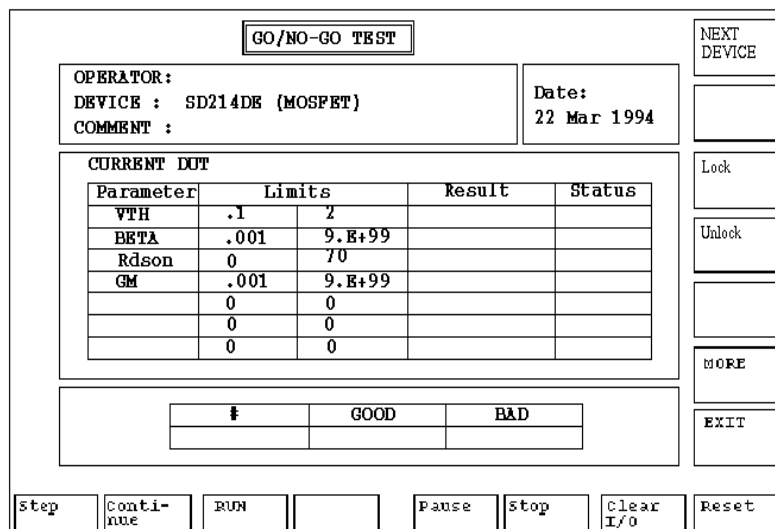 GO/NO-GO TEST
OPERATOR:
DEVICE : SD214DE (MOSFET)
COMMENT :
Date:
22 Mar 1994
CURRENT DUT
Parameter Limits Result Status
VTH .1 2
BETA .001 9.E+99
Rdson 0 70
GM .001 9.E+99
0 0
0 0
0 0
# GOOD BAD
NEXT
DEVICE
Lock
Unlock
MORE
EXIT
Step
Conti-
nue
RUN
Pause
Stop
Clear
I/O
Reset